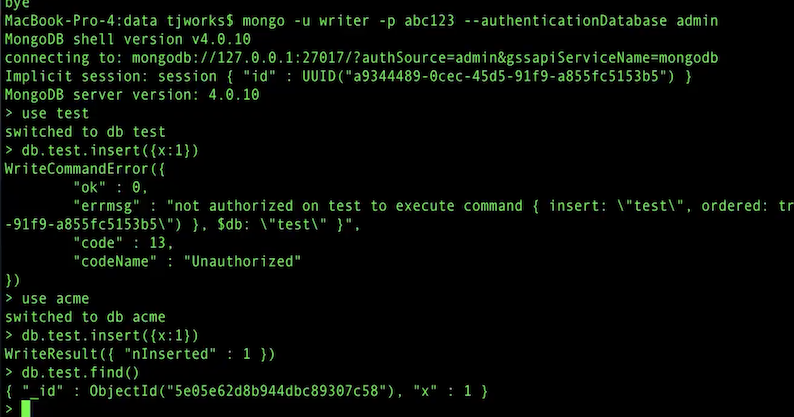 bye
MacBook-Pro-4:data tjworks$ mongo -u writer -p abc123 --authenticationDatabase admin
MongoDB shell version v4.0.10
connecting to: mongodb://127.0.0.1:27017/?authSource=admin&gssapiServiceName=mongodb
Implicit session: session { "id" : UUID("a9344489-0cec-45d5-91f9-a855fc5153b5") }
MongoDB server version: 4.0.10
> use test
switched to db test
> db.test.insert({x:1})
WriteCommandError({
        "ok" : 0,
        "errmsg" : "not authorized on test to execute command { insert: \"test\", ordered: tr
-91f9-a855fc5153b5\") }, $db: \"test\" }",
        "code" : 13,
        "codeName" : "Unauthorized"
})
> use acme
switched to db acme
> db.test.insert({x:1})
WriteResult({ "nInserted" : 1 })
> db.test.find()
{ "_id" : ObjectId("5e05e62d8b944dbc89307c58"), "x" : 1 }
>